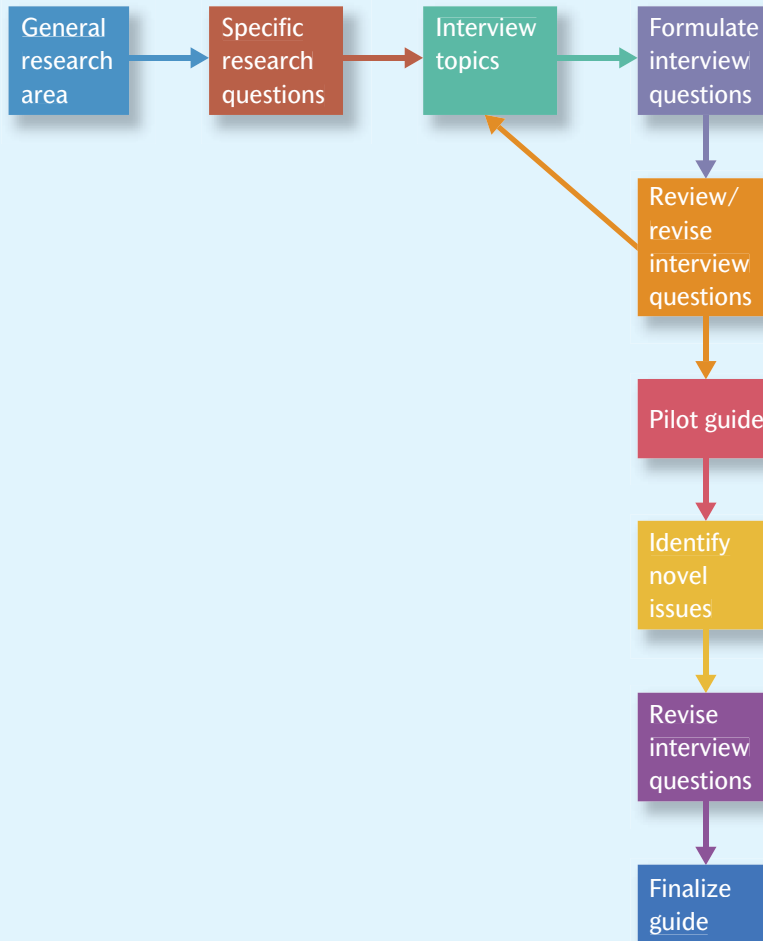 General
research
area
Specific
research
questions
Interview
topics
Formulate
interview
questions
Review/
revise
interview
questions
Pilot guide
Identify
novel
issues
Revise
interview
questions
Finalize
guide